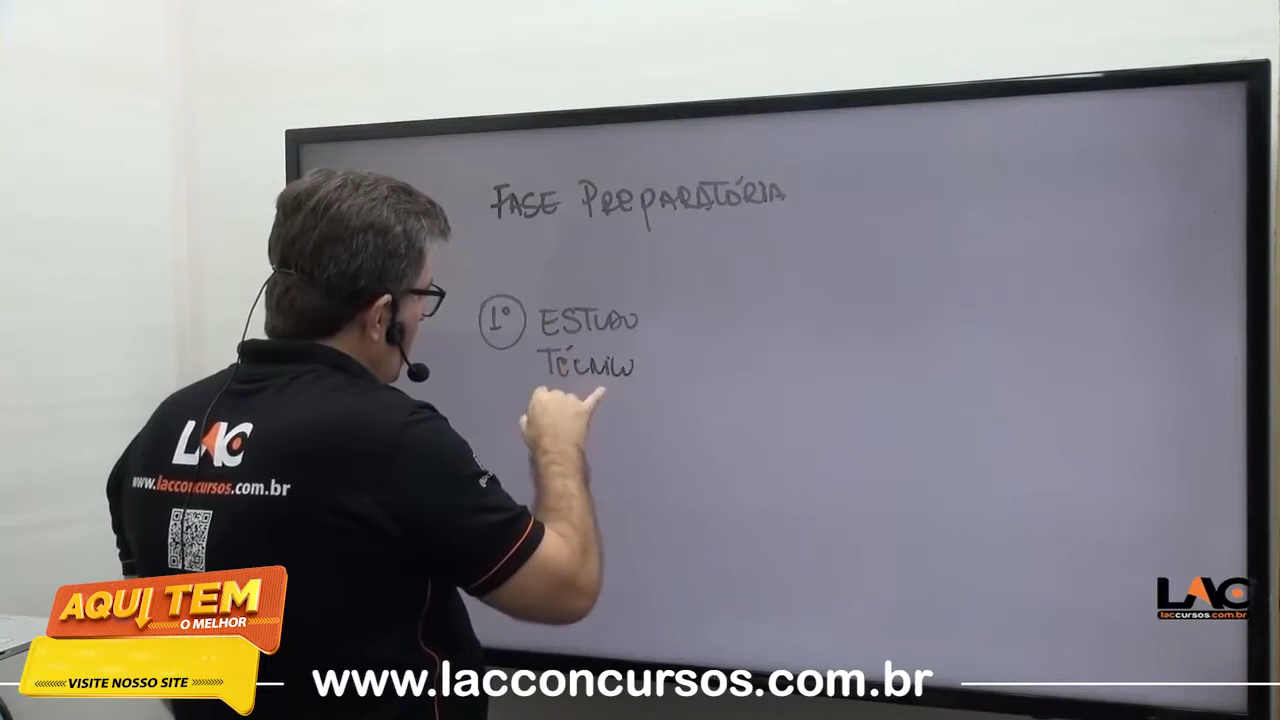 FASE PREPARATÓRIA
1º ESTUDO
TÉCNICO
LAC
www.lacconcursos.com.br
AQUI TEM
O MELHOR
VISITE NOSSO SITE
www.lacconcursos.com.br
LAC
laccursos.com.br